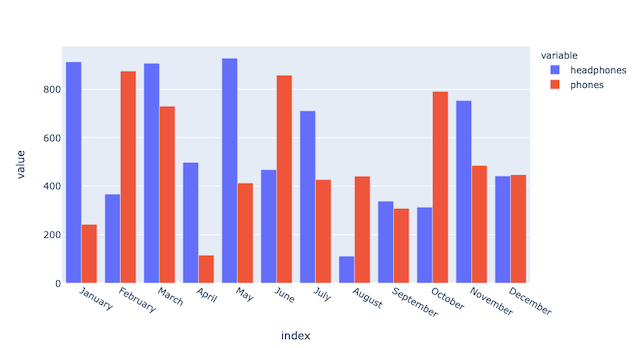 variable
headphones
phones
value
800
600
400
200
0
January
February
March
April
May
June
July
August
September
October
November
December
index